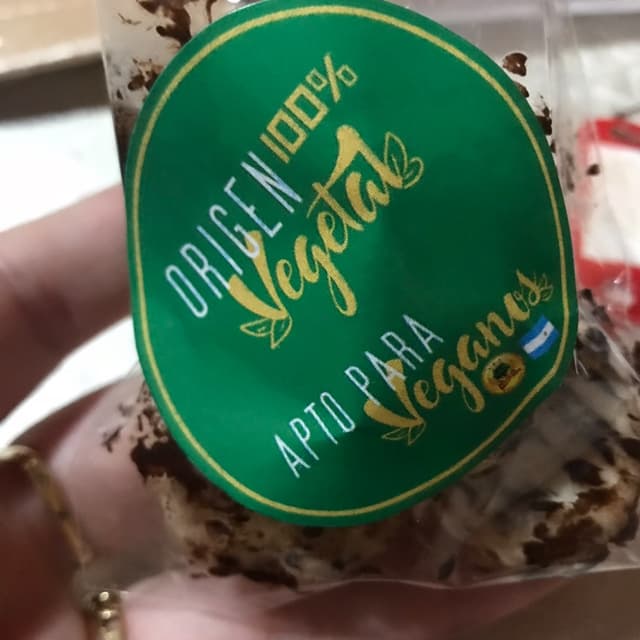 ORIGEN 100%
Vegetal
APTO PARA
Veganos